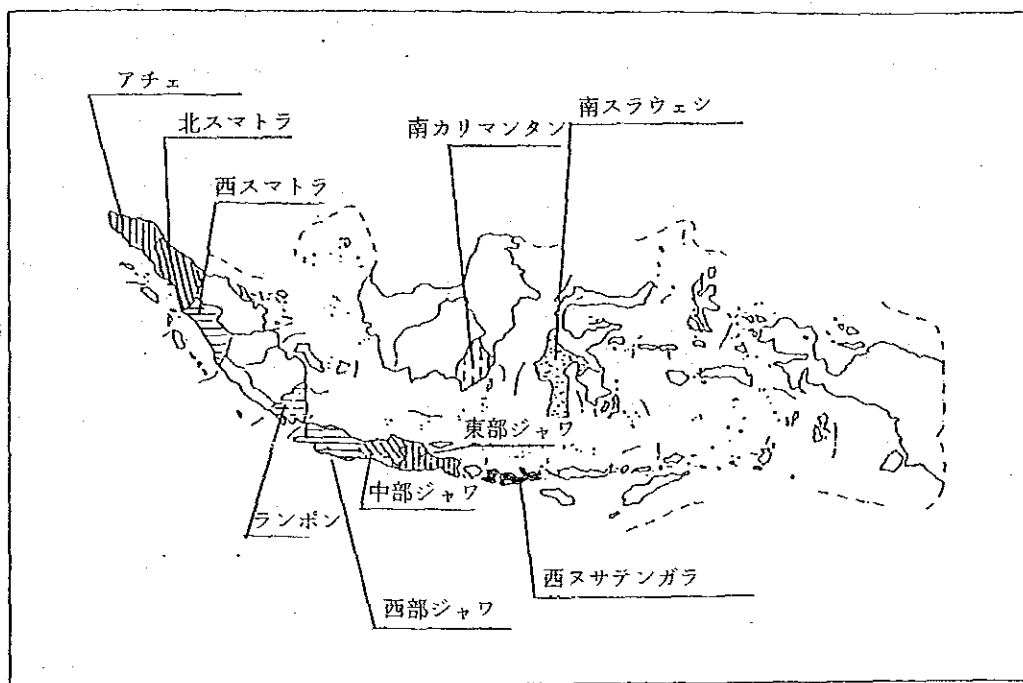 アチェ
北スマトラ
西スマトラ
南カリマンタン
南スラウェシ
東部ジャワ
中部ジャワ
ランポン
西部ジャワ
西ヌサテンガラ